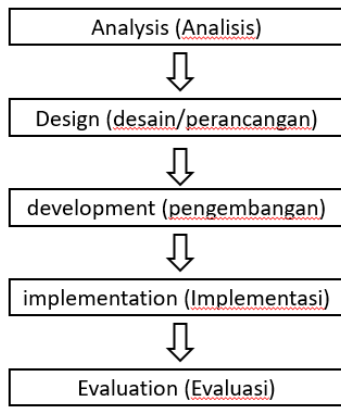 Analysis (Analisis)
Design (desain/perancangan)
development (pengembangan)
implementation (Implementasi)
Evaluation (Evaluasi)